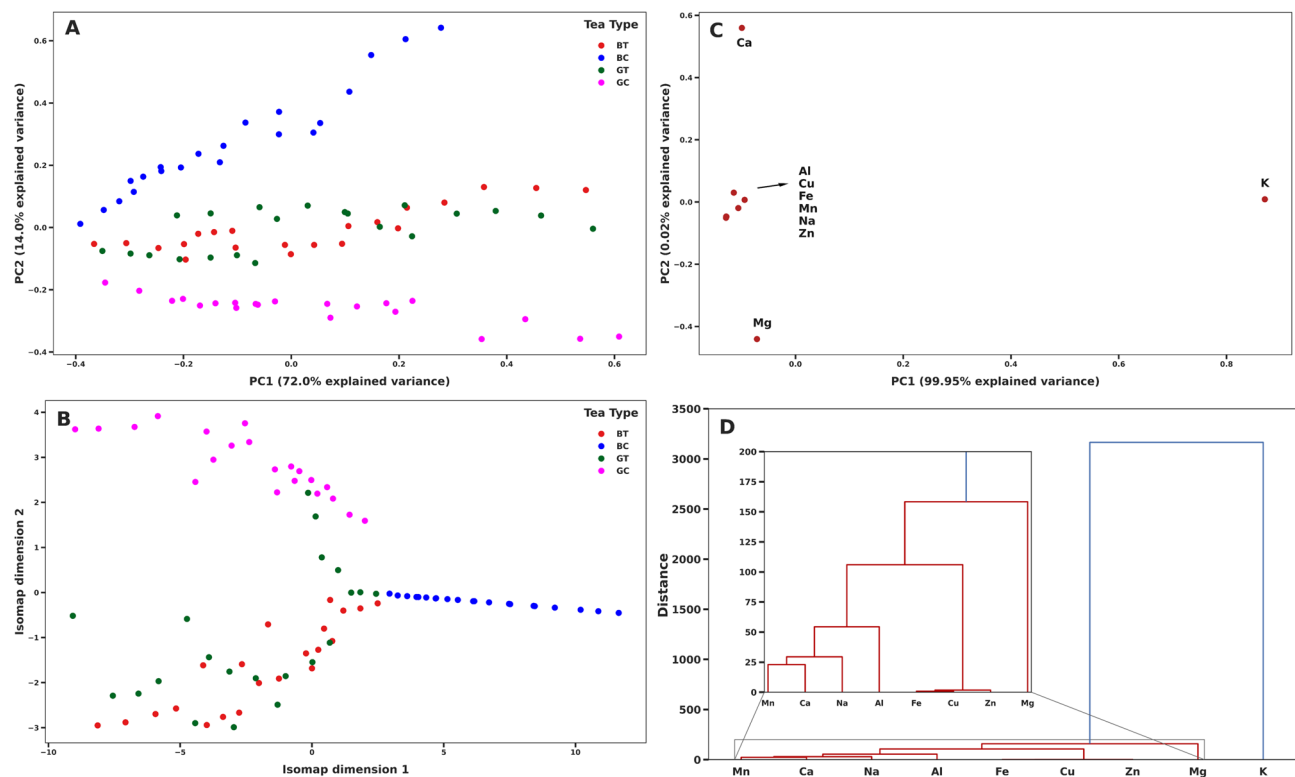 A
Tea Type
BT
BC
GT
GC
0.6
0.4
0.2
0.0
−0.2
−0.4
PC2 (14.0% explained variance)
−0.4
−0.2
0.0
0.2
0.4
0.6
PC1 (72.0% explained variance)
C
Ca
Al
Cu
Fe
Mn
Na
Zn
K
Mg
0.6
0.4
0.2
0.0
−0.2
−0.4
PC2 (0.02% explained variance)
0.0
0.2
0.4
0.6
0.8
PC1 (99.95% explained variance)
B
Tea Type
BT
BC
GT
GC
4
3
2
1
0
−1
−2
−3
Isomap dimension 2
−10
−5
0
5
10
Isomap dimension 1
D
3500
3000
2500
2000
1500
1000
500
0
Distance
200
175
150
125
100
75
50
25
0
Mn
Ca
Na
Al
Fe
Cu
Zn
Mg
Mn
Ca
Na
Al
Fe
Cu
Zn
Mg
K